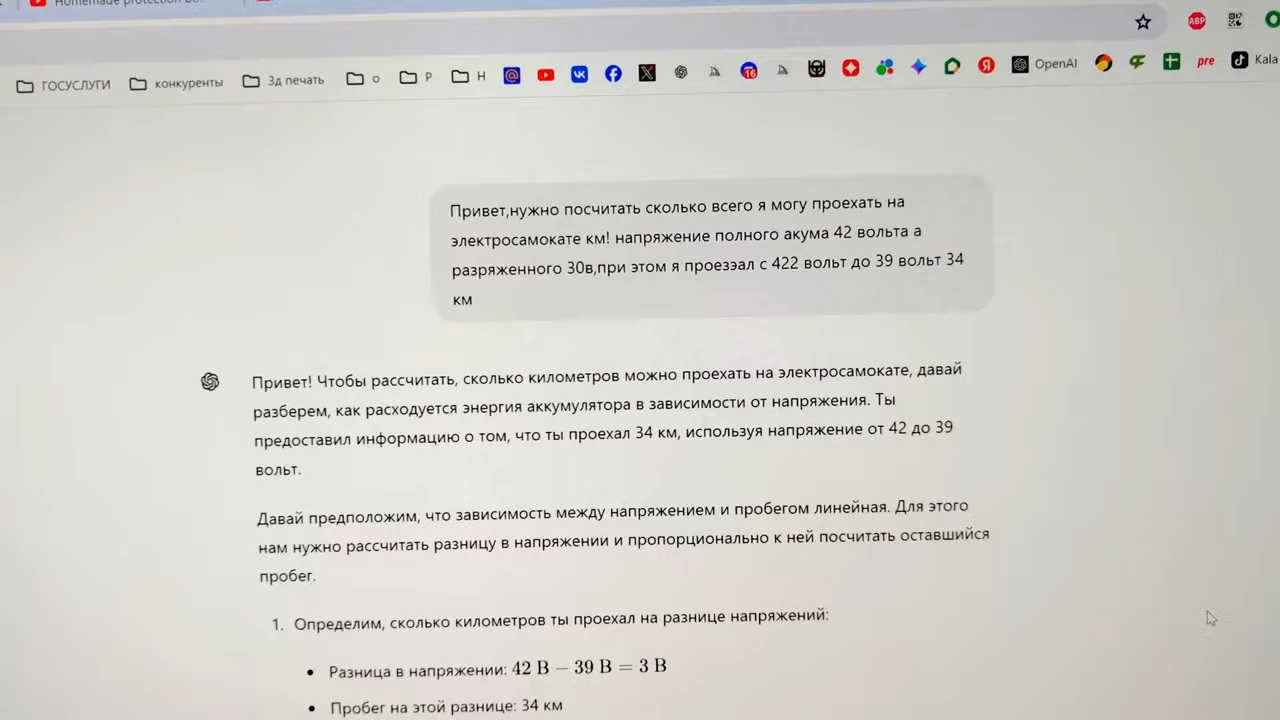 ГОСУСЛУГИ конкуренты 3д печать о Р Н 16 Я OpenAI pre Kala
ABP
Привет,нужно посчитать сколько всего я могу проехать на
электросамокате км! напряжение полного акума 42 вольта а
разряженного 30в,при этом я проезэал с 422 вольт до 39 вольт 34
км
Привет! Чтобы рассчитать, сколько километров можно проехать на электросамокате, давай
разберем, как расходуется энергия аккумулятора в зависимости от напряжения. Ты
предоставил информацию о том, что ты проехал 34 км, используя напряжение от 42 до 39
вольт.
Давай предположим, что зависимость между напряжением и пробегом линейная. Для этого
нам нужно рассчитать разницу в напряжении и пропорционально к ней посчитать оставшийся
пробег.
1. Определим, сколько километров ты проехал на разнице напряжений:
• Разница в напряжении: 42 В − 39 В = 3 В
• Пробег на этой разнице: 34 км